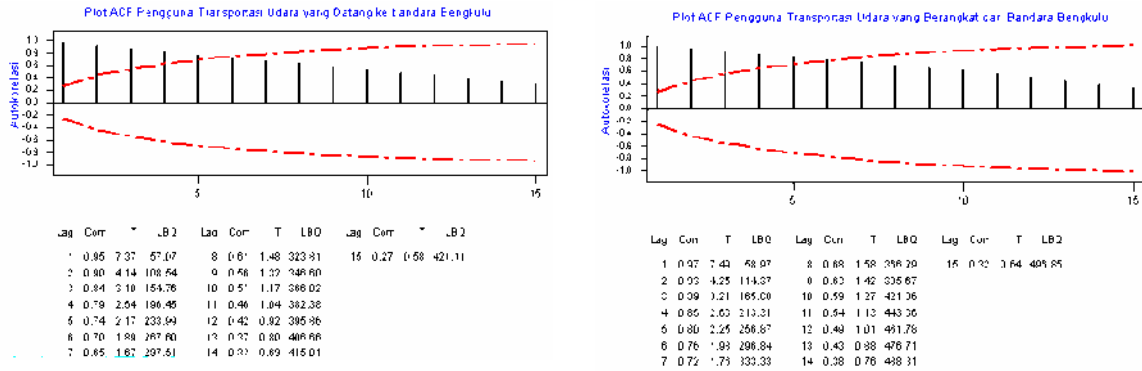 Plot ACF Pengguna Transportasi Udara yang Datang ke bandara Bengkulu
Autokorelasi
1.0
0.8
0.6
0.4
0.2
0.0
-0.2
-0.4
-0.6
-0.8
-1.0
5
10
15
Lag Corr T LBQ Lag Corr T LBQ Lag Corr T LBQ
1 0.95 7.37 57.07 8 0.61 1.48 323.81 15 0.27 0.58 421.11
2 0.90 4.14 108.54 9 0.56 1.32 346.60
3 0.84 3.10 154.76 10 0.51 1.17 366.02
4 0.79 2.54 196.45 11 0.46 1.04 382.38
5 0.74 2.17 233.99 12 0.42 0.92 395.86
6 0.70 1.89 267.60 13 0.37 0.80 406.66
7 0.65 1.67 297.51 14 0.32 0.69 415.01
Plot ACF Pengguna Transportasi Udara yang Berangkat dari Bandara Bengkulu
Autokorelasi
1.0
0.8
0.6
0.4
0.2
0.0
-0.2
-0.4
-0.6
-0.8
-1.0
5
10
15
Lag Corr T LBQ Lag Corr T LBQ Lag Corr T LBQ
1 0.97 7.49 58.97 8 0.68 1.58 15 0.32 0.64 495.85
2 0.93 4.25 114.37 9 0.63 1.42
3 0.89 3.21 10 0.59 1.27
4 0.85 2.63 213.31 11 0.54 1.13
5 0.80 2.25 256.87 12 0.49 1.01 461.78
6 0.76 1.98 296.84 13 0.43 0.88 476.71
7 0.72 333.33 14 0.38 0.76 488.31